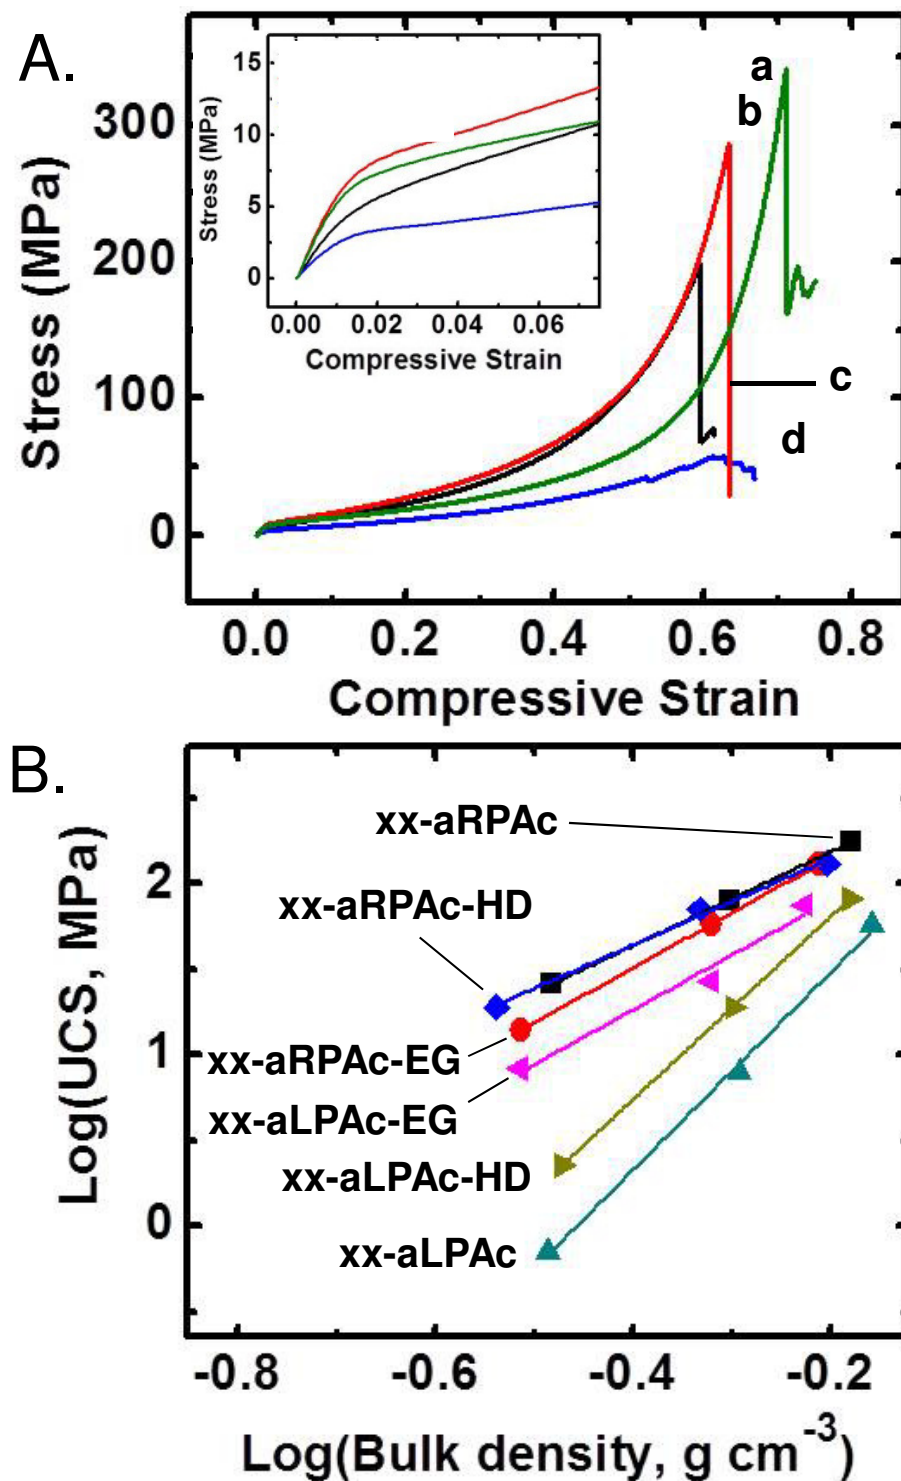 A.
Stress (MPa)
300
200
100
0
0.0 0.2 0.4 0.6 0.8
Compressive Strain
Stress (MPa)
15
10
5
0
0.00 0.02 0.04 0.06
Compressive Strain
a
b
c
d
B.
Log(UCS, MPa)
2
1
0
xx-aRPAc
xx-aRPAc-HD
xx-aRPAc-EG
xx-aLPAc-EG
xx-aLPAc-HD
xx-aLPAc
-0.8 -0.6 -0.4 -0.2
Log(Bulk density, g cm⁻³)